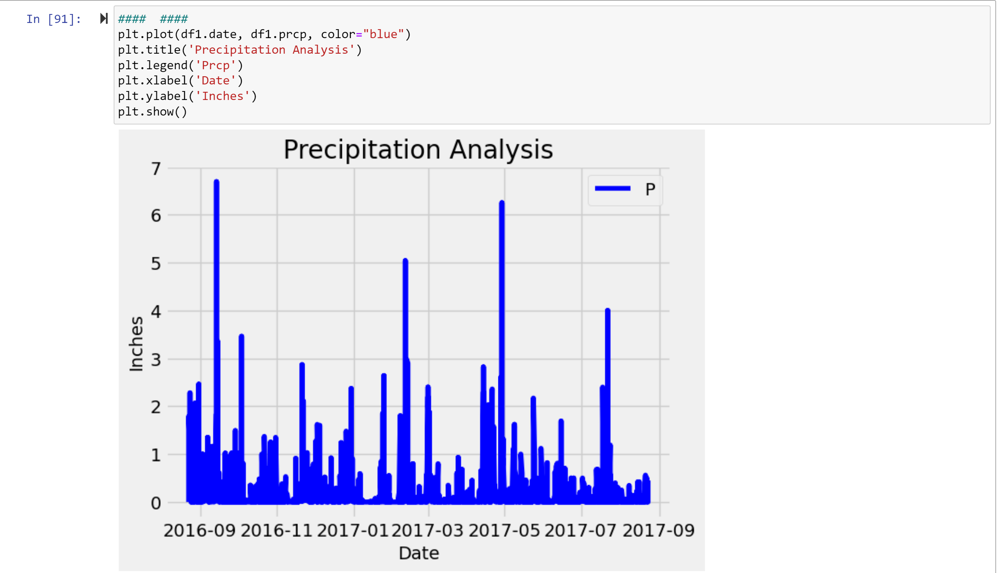 In [91]:
####  ####
plt.plot(df1.date, df1.prcp, color="blue")
plt.title('Precipitation Analysis')
plt.legend('Prcp')
plt.xlabel('Date')
plt.ylabel('Inches')
plt.show()
Precipitation Analysis
P
7
6
5
4
3
2
1
0
Inches
2016-09 2016-11 2017-01 2017-03 2017-05 2017-07 2017-09
Date